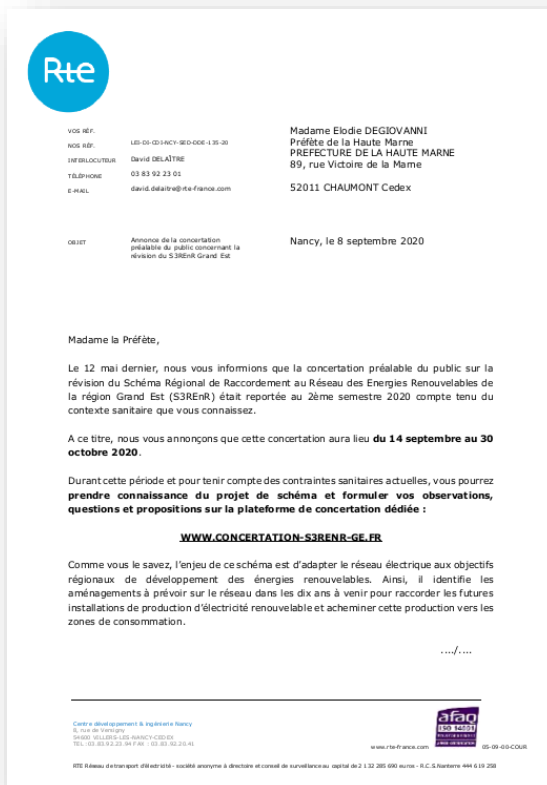 Rte
VOS RÉF.
NOS RÉF. LEI-DI-CDI-NCY-SED-DDE-135-20
INTERLOCUTEUR David DELAÎTRE
TÉLÉPHONE 03 83 92 23 01
E-MAIL david.delaitre@rte-france.com
Madame Elodie DEGIOVANNI
Préfète de la Haute Marne
PREFECTURE DE LA HAUTE MARNE
89, rue Victoire de la Marne
52011 CHAUMONT Cedex
OBJET Annonce de la concertation
préalable du public concernant la
révision du S3REnR Grand Est
Nancy, le 8 septembre 2020
Madame la Préfète,
Le 12 mai dernier, nous vous informions que la concertation préalable du public sur la
révision du Schéma Régional de Raccordement au Réseau des Energies Renouvelables de
la région Grand Est (S3REnR) était reportée au 2ème semestre 2020 compte tenu du
contexte sanitaire que vous connaissez.
A ce titre, nous vous annonçons que cette concertation aura lieu du 14 septembre au 30
octobre 2020.
Durant cette période et pour tenir compte des contraintes sanitaires actuelles, vous pourrez
prendre connaissance du projet de schéma et formuler vos observations,
questions et propositions sur la plateforme de concertation dédiée :
WWW.CONCERTATION-S3RENR-GE.FR
Comme vous le savez, l'enjeu de ce schéma est d'adapter le réseau électrique aux objectifs
régionaux de développement des énergies renouvelables. Ainsi, il identifie les
aménagements à prévoir sur le réseau dans les dix ans à venir pour raccorder les futures
installations de production d'électricité renouvelable et acheminer cette production vers les
zones de consommation.
..../....
Centre développement & ingénierie Nancy
8, rue de Versigny
54600 VILLERS-LES-NANCY-CEDEX
TEL : 03.83.92.23.94 FAX : 03.83.92.20.41
www.rte-france.com
afaq
ISO 14001
05-09-00-COUR
RTE Réseau de transport d'électricité - société anonyme à directoire et conseil de surveillance au capital de 2 132 285 690 euros - R.C.S.Nanterre 444 619 258